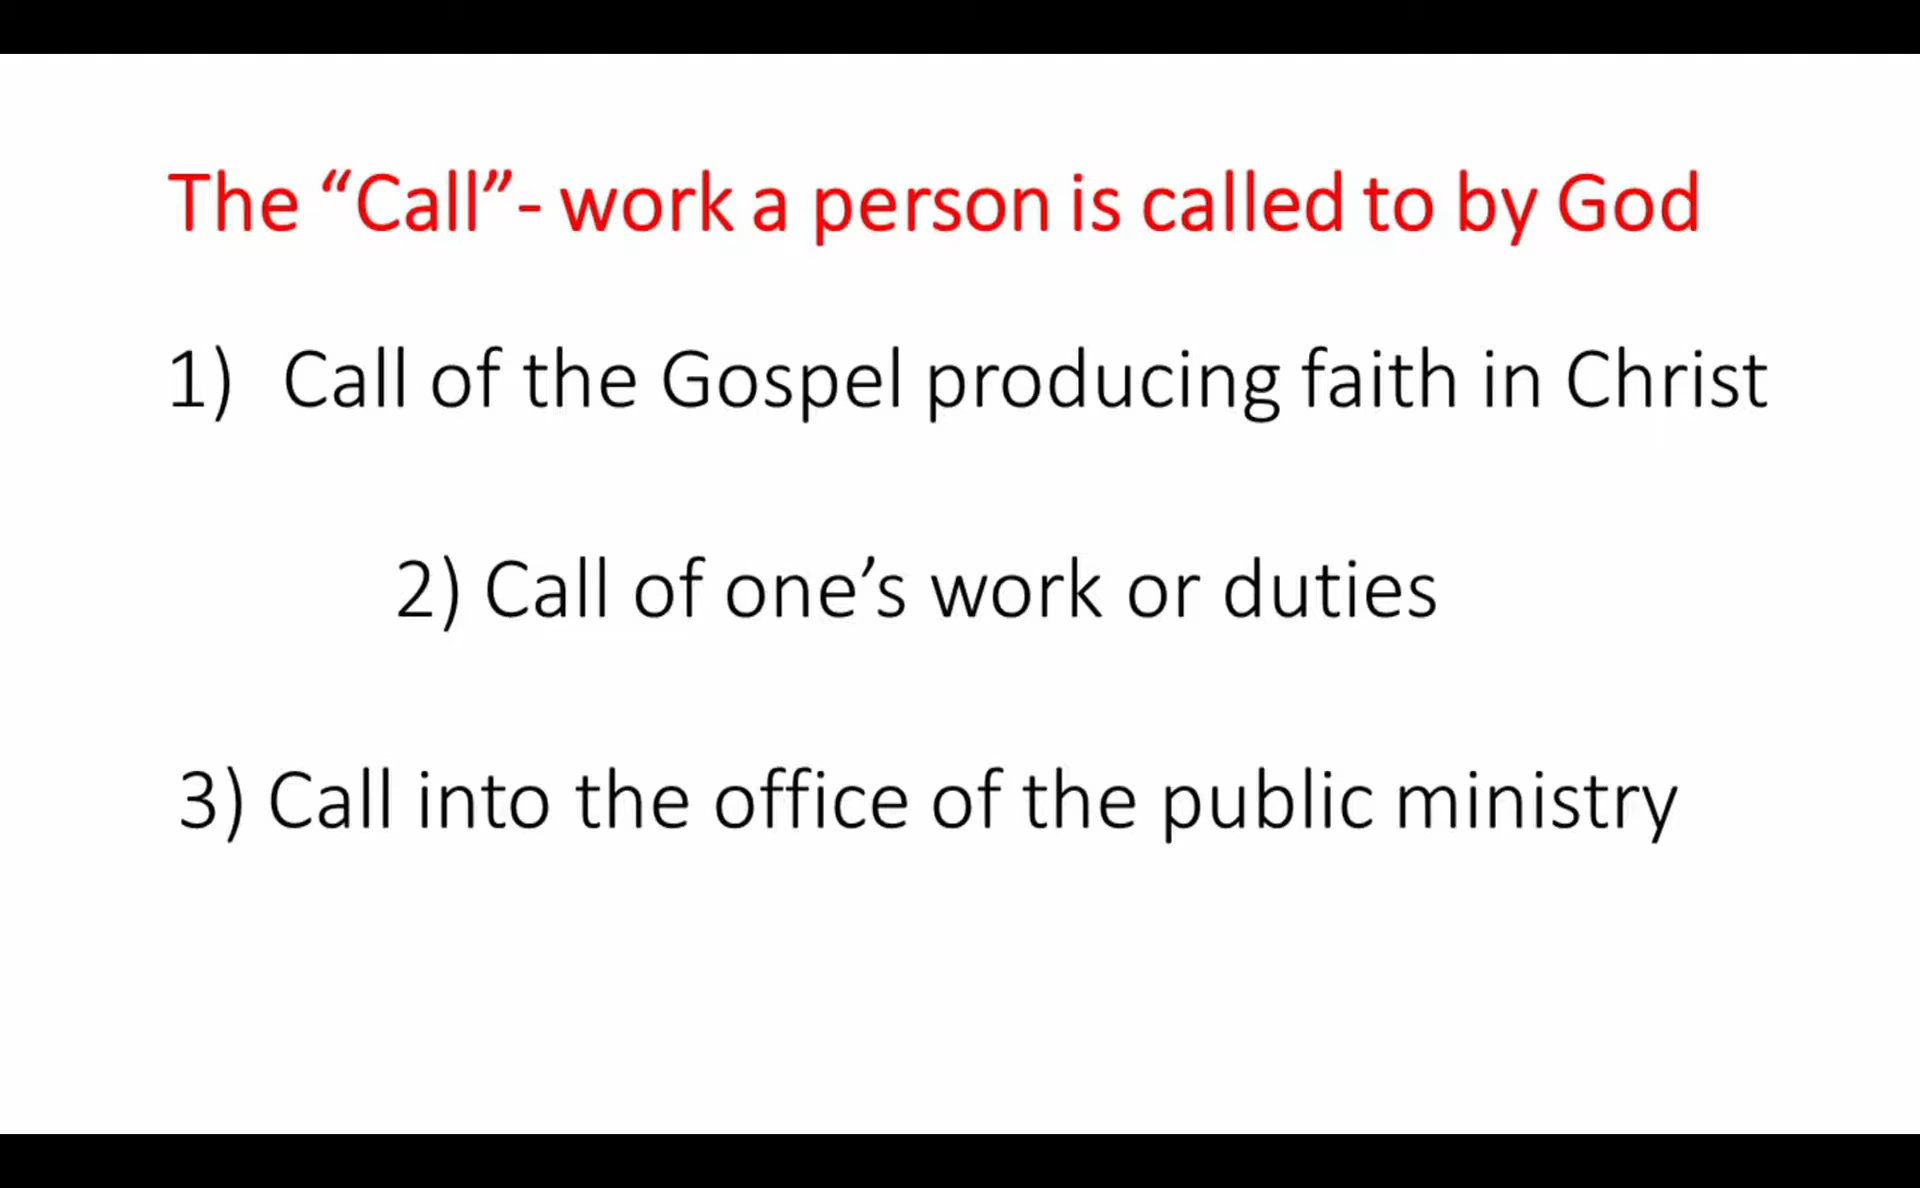 The “Call”- work a person is called to by God
1) Call of the Gospel producing faith in Christ
2) Call of one’s work or duties
3) Call into the office of the public ministry